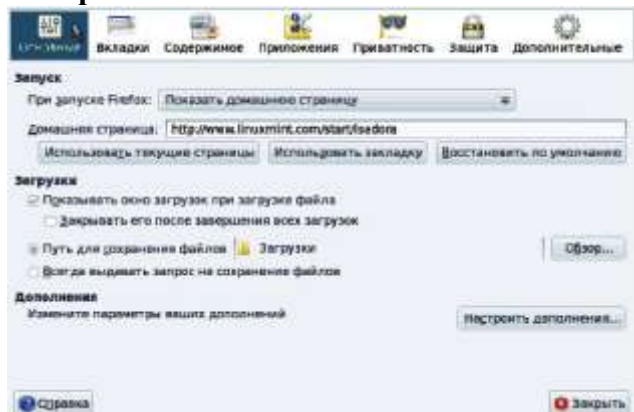 Основные Вкладки Содержимое Приложения Приватность Защита Дополнительные
Запуск
При запуске Firefox: Показать домашнюю страницу
Домашняя страница: http://www.linuxmint.com/start/isadora
Использовать текущие страницы Использовать закладку Восстановить по умолчанию
Загрузки
Показывать окно загрузок при загрузке файла
Закрывать его после завершения всех загрузок
Путь для сохранения файлов Загрузки Обзор...
Всегда выдавать запрос на сохранение файлов
Дополнения
Измените параметры ваших дополнений Настроить дополнения...
Справка Закрыть